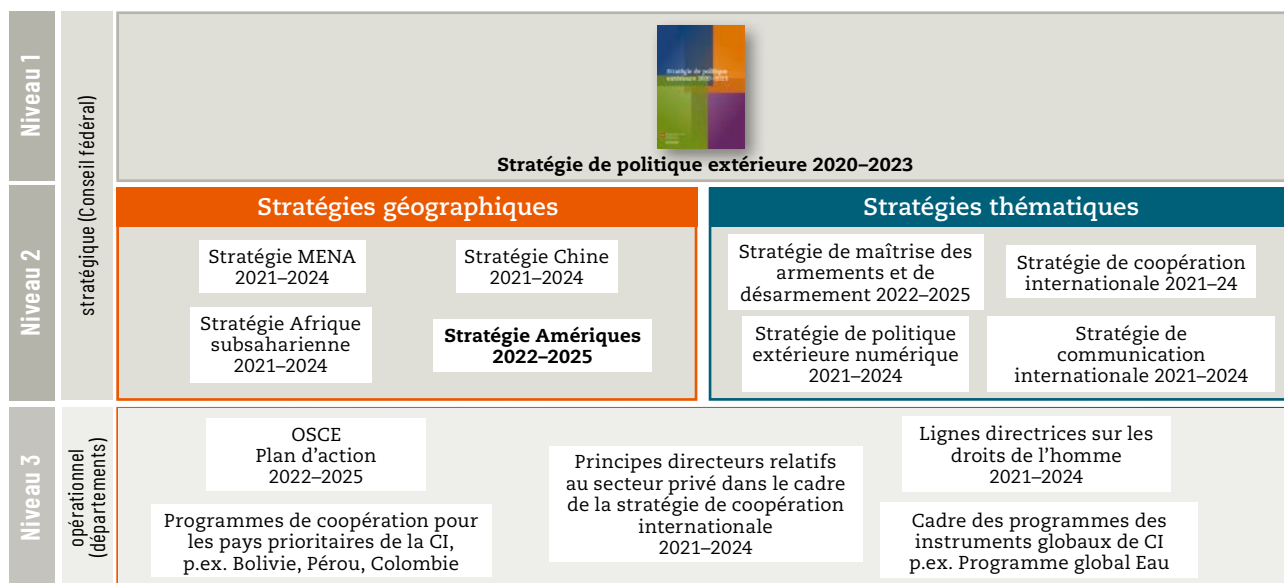 Niveau 1
stratégique (Conseil fédéral)
Stratégie de politique
extérieure 2020–2023
Stratégie de politique extérieure 2020–2023
Niveau 2
Stratégies géographiques
Stratégie MENA
2021–2024
Stratégie Chine
2021–2024
Stratégie Afrique
subsaharienne
2021–2024
Stratégie Amériques
2022–2025
Stratégies thématiques
Stratégie de maîtrise des
armements et de
désarmement 2022–2025
Stratégie de coopération
internationale 2021–24
Stratégie de politique
extérieure numérique
2021–2024
Stratégie de
communication
internationale 2021–2024
Niveau 3
opérationnel
(départements)
OSCE
Plan d’action
2022–2025
Programmes de coopération pour
les pays prioritaires de la CI,
p.ex. Bolivie, Pérou, Colombie
Principes directeurs relatifs
au secteur privé dans le cadre
de la stratégie de coopération
internationale
2021–2024
Lignes directrices sur les
droits de l’homme
2021–2024
Cadre des programmes des
instruments globaux de CI
p.ex. Programme global Eau